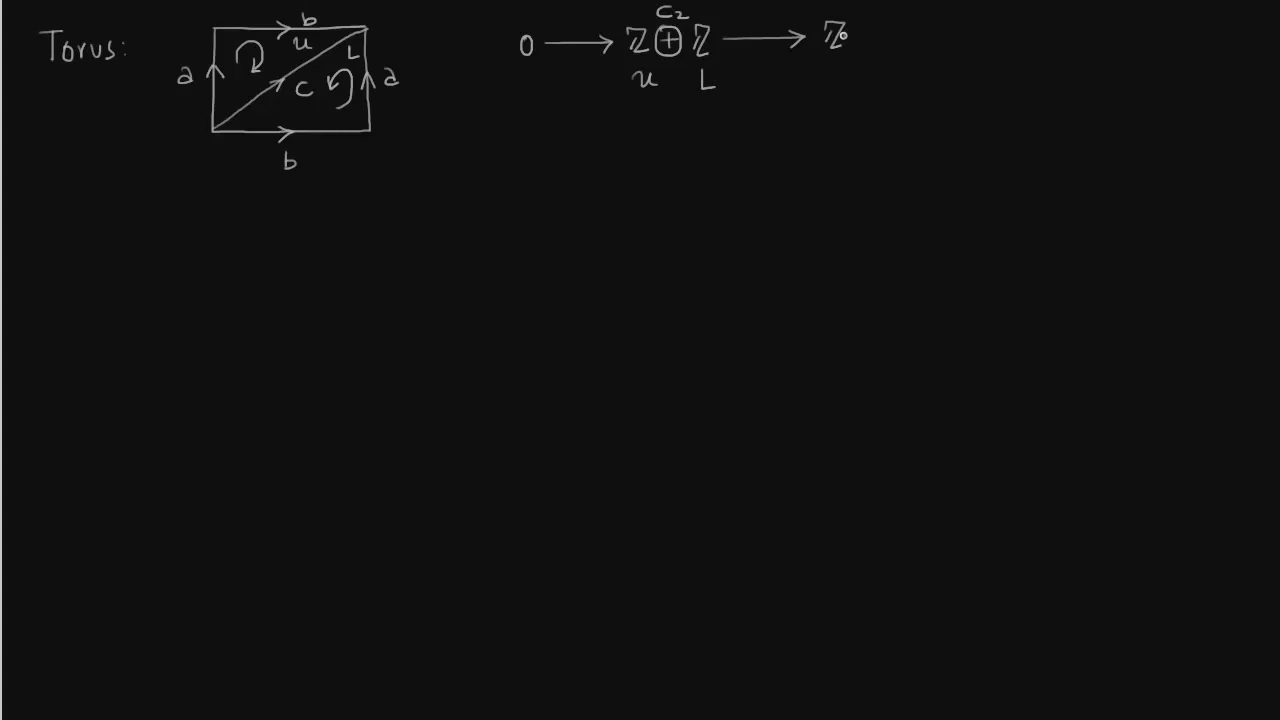 Torus:
b
u
L
a
c
a
b
C₂
0 ⟶ ℤ ⊕ ℤ ⟶ ℤ
u L